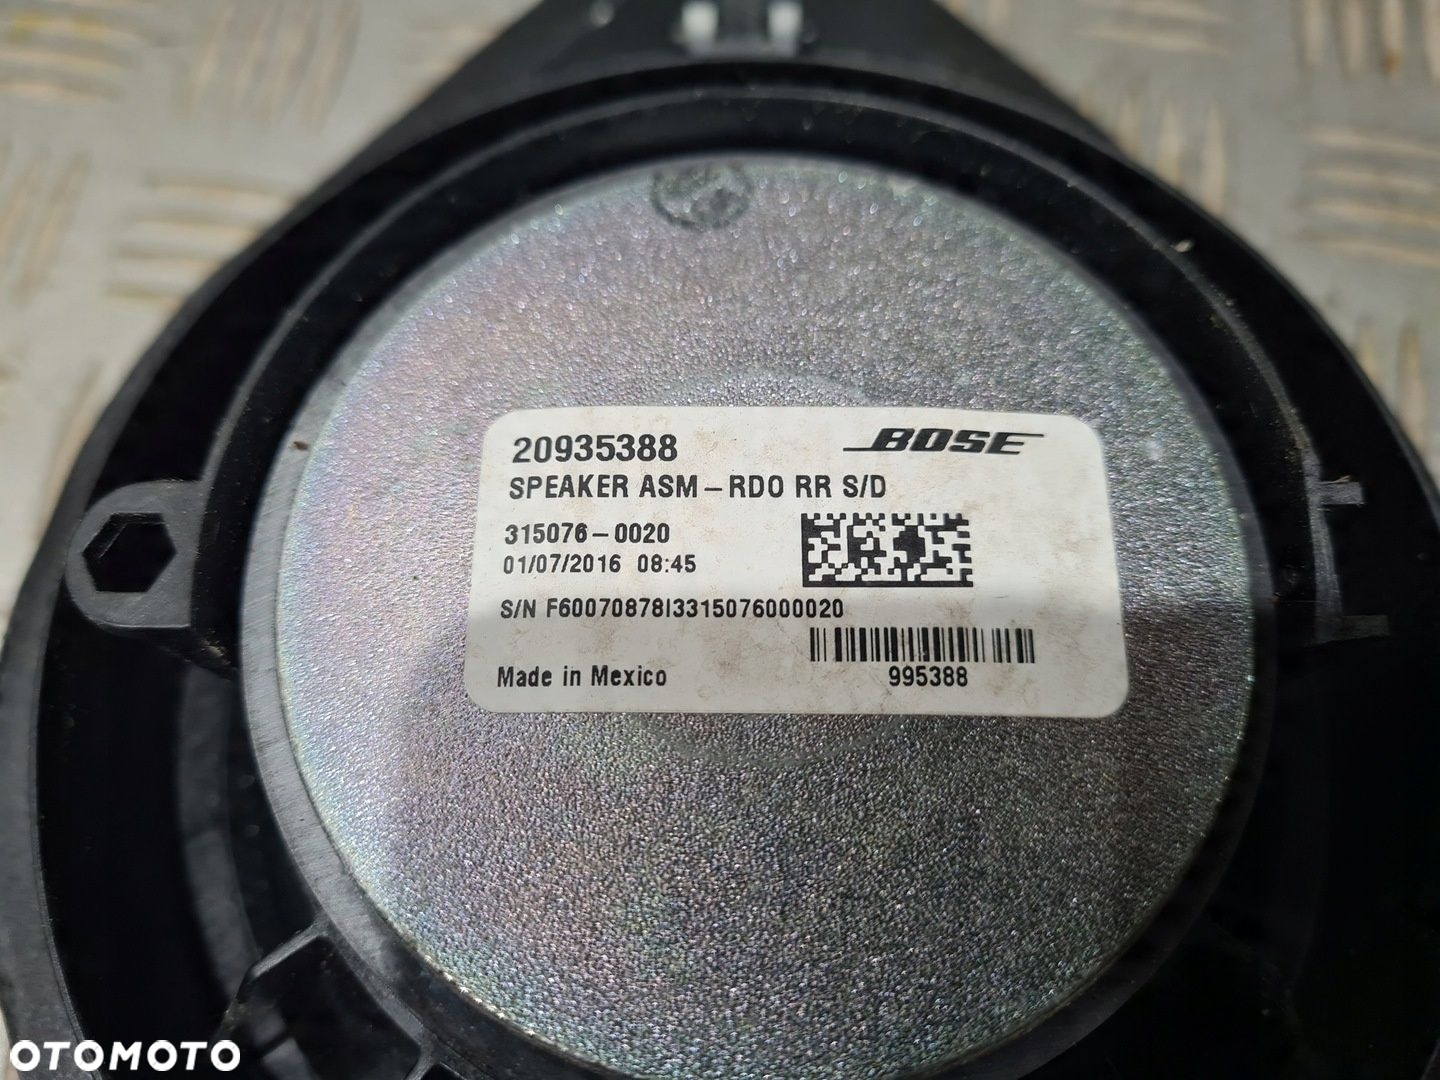 20935388
BOSE
SPEAKER ASM-RDO RR S/D
315076-0020
01/07/2016 08:45
S/N F60070878I3315076000020
Made in Mexico
995388
OTOMOTO